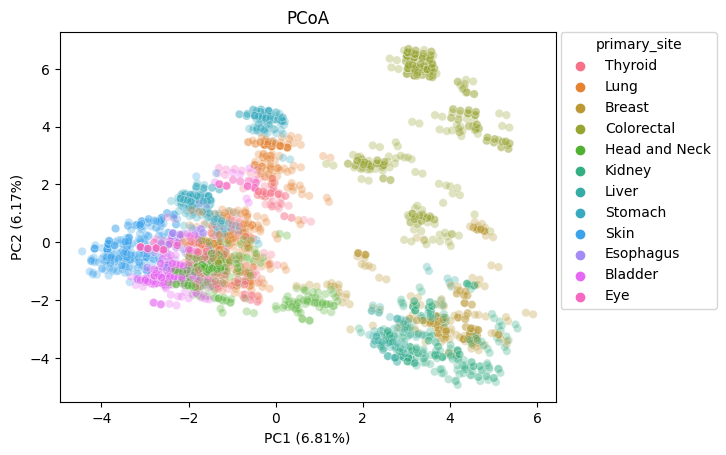 PCoA
primary_site
Thyroid
Lung
Breast
Colorectal
Head and Neck
Kidney
Liver
Stomach
Skin
Esophagus
Bladder
Eye
PC2 (6.17%)
6
4
2
0
−2
−4
−4 −2 0 2 4 6
PC1 (6.81%)